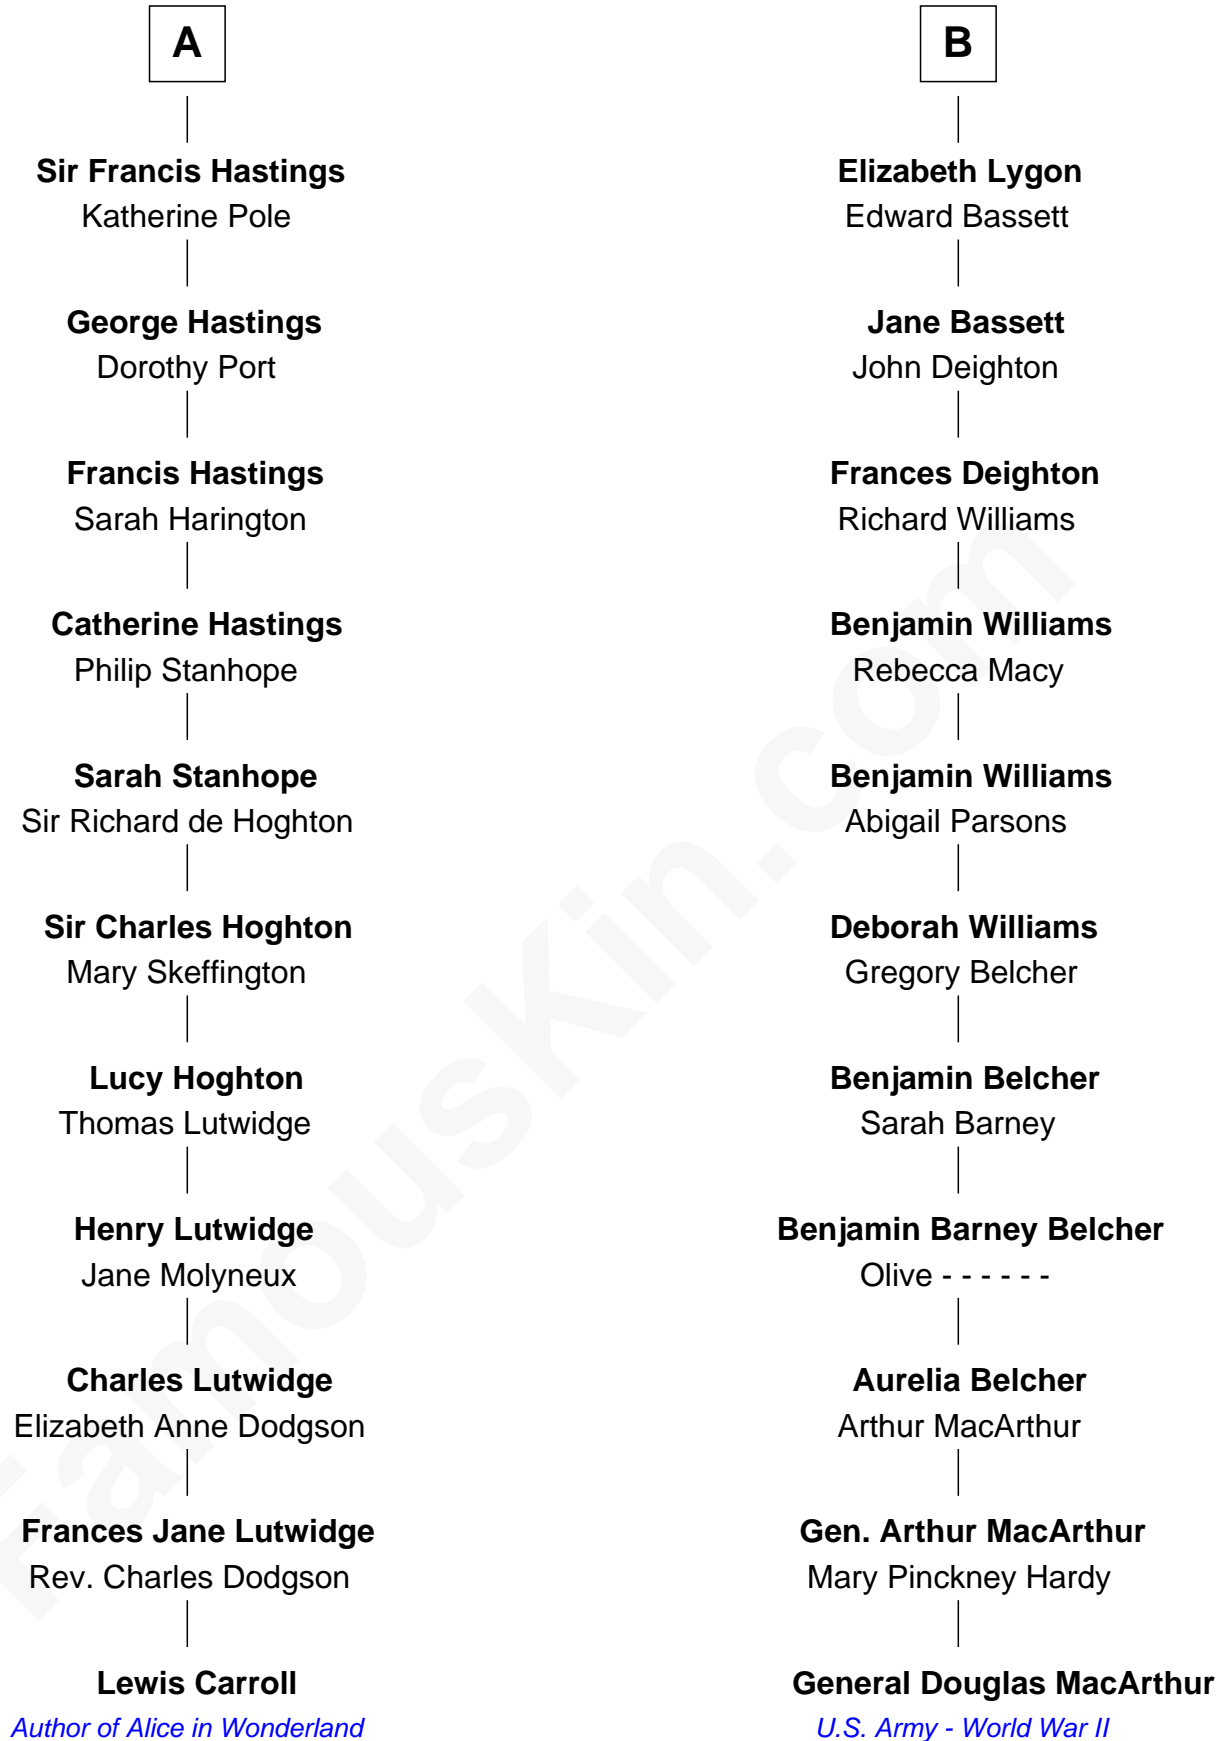 A
Sir Francis Hastings
Katherine Pole
George Hastings
Dorothy Port
Francis Hastings
Sarah Harington
Catherine Hastings
Philip Stanhope
Sarah Stanhope
Sir Richard de Hoghton
Sir Charles Hoghton
Mary Skeffington
Lucy Hoghton
Thomas Lutwidge
Henry Lutwidge
Jane Molyneux
Charles Lutwidge
Elizabeth Anne Dodgson
Frances Jane Lutwidge
Rev. Charles Dodgson
Lewis Carroll
Author of Alice in Wonderland
B
Elizabeth Lygon
Edward Bassett
Jane Bassett
John Deighton
Frances Deighton
Richard Williams
Benjamin Williams
Rebecca Macy
Benjamin Williams
Abigail Parsons
Deborah Williams
Gregory Belcher
Benjamin Belcher
Sarah Barney
Benjamin Barney Belcher
Olive - - - - - -
Aurelia Belcher
Arthur MacArthur
Gen. Arthur MacArthur
Mary Pinckney Hardy
General Douglas MacArthur
U.S. Army - World War II
FamousKin.com